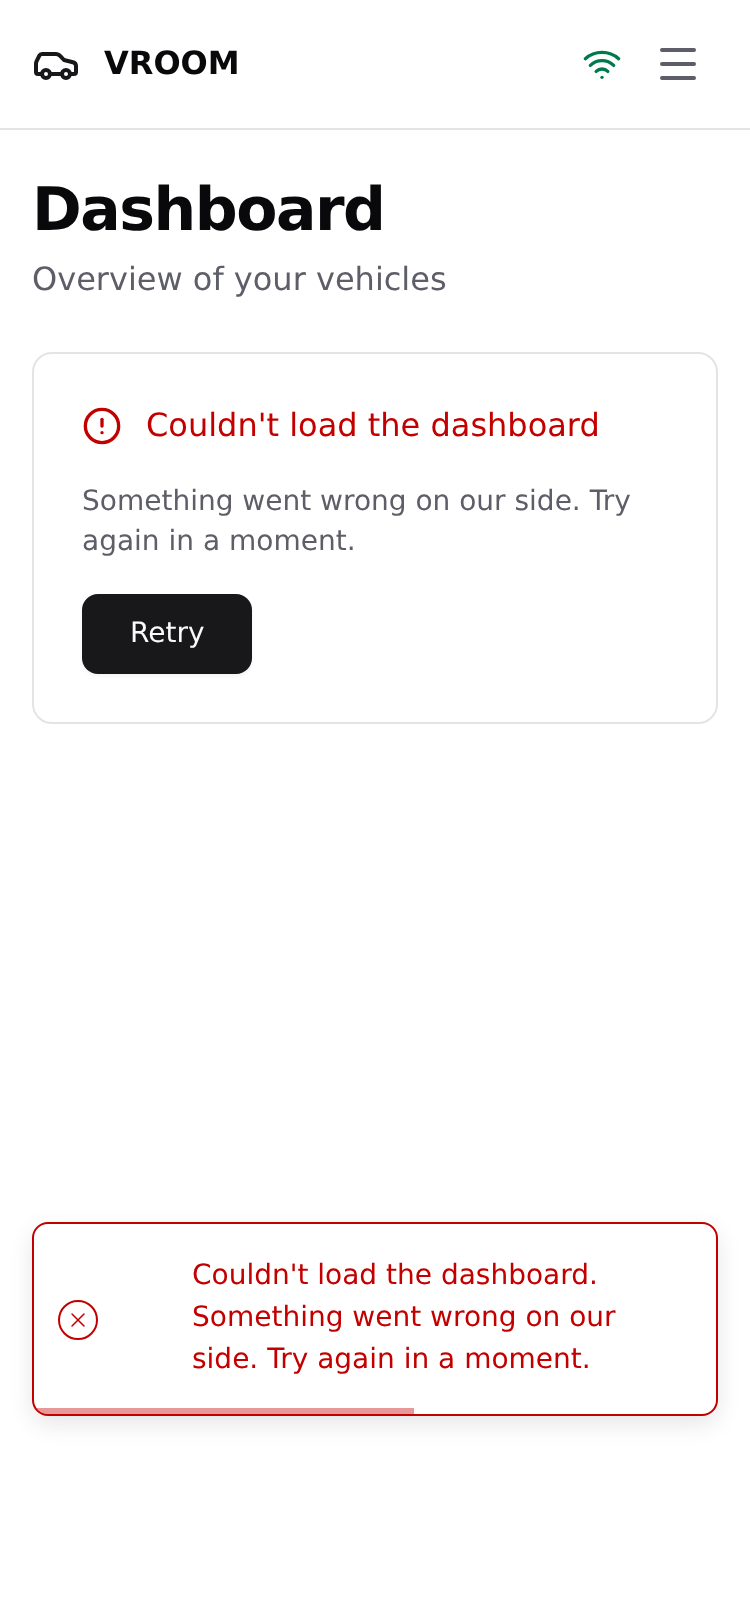 VROOM
Dashboard
Overview of your vehicles
Couldn't load the dashboard
Something went wrong on our side. Try
again in a moment.
Retry
Couldn't load the dashboard.
Something went wrong on our
side. Try again in a moment.